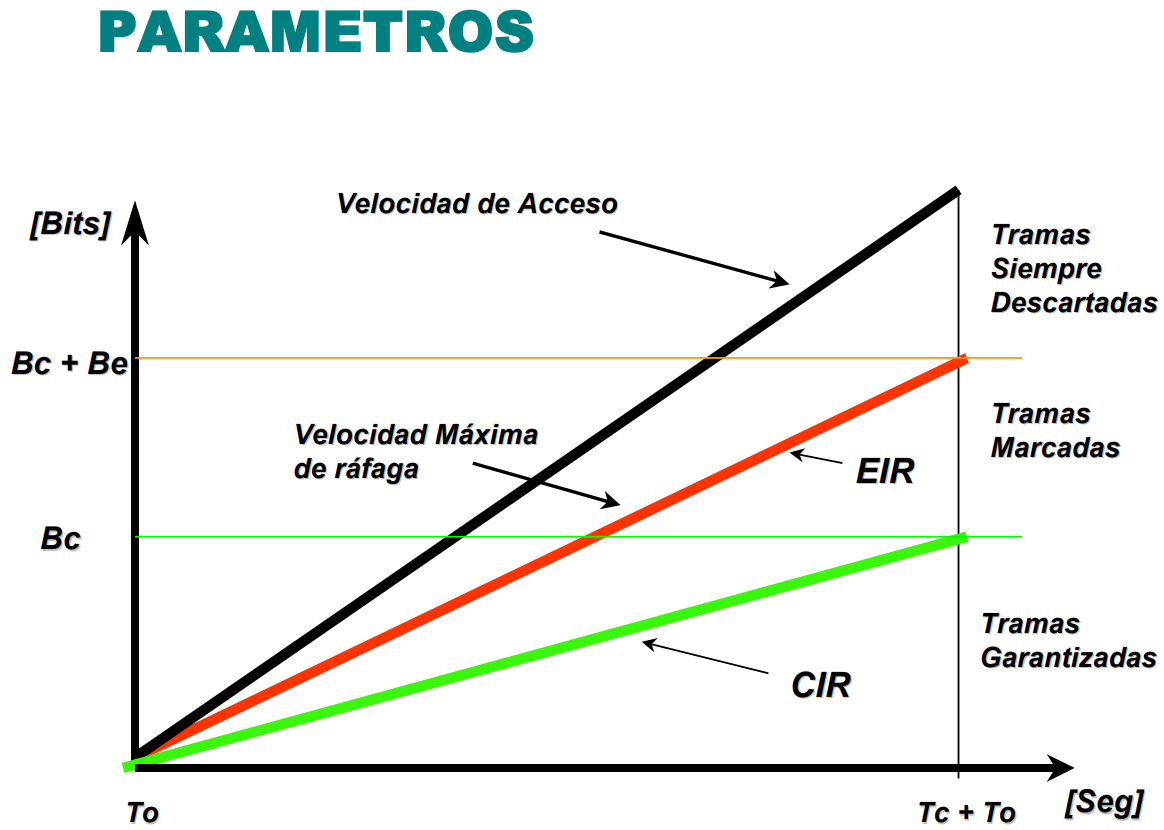 PARAMETROS
Velocidad de Acceso
[Bits]
Tramas
Siempre
Descartadas
Bc + Be
Velocidad Máxima
de ráfaga
Tramas
Marcadas
EIR
Bc
Tramas
Garantizadas
CIR
To
Tc + To
[Seg]